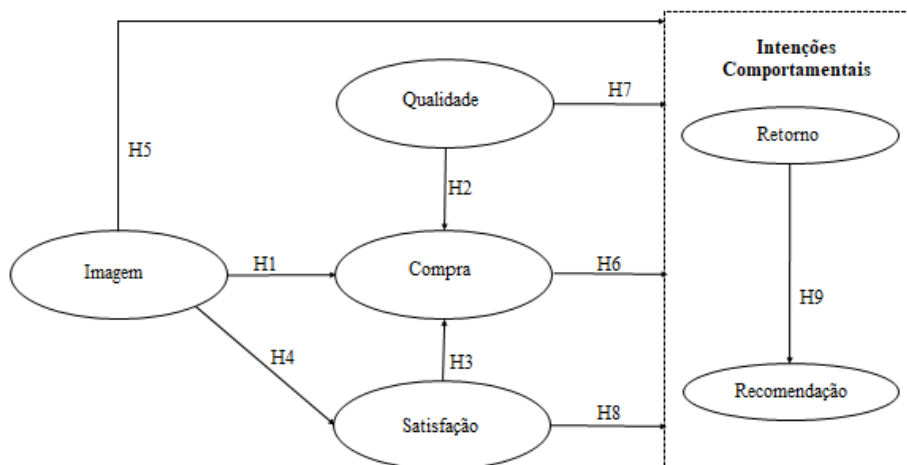 Intenções
Comportamentais
Qualidade
H7
Retorno
H5
H2
Imagem
H1
Compra
H6
H9
H4
H3
Recomendação
Satisfação
H8